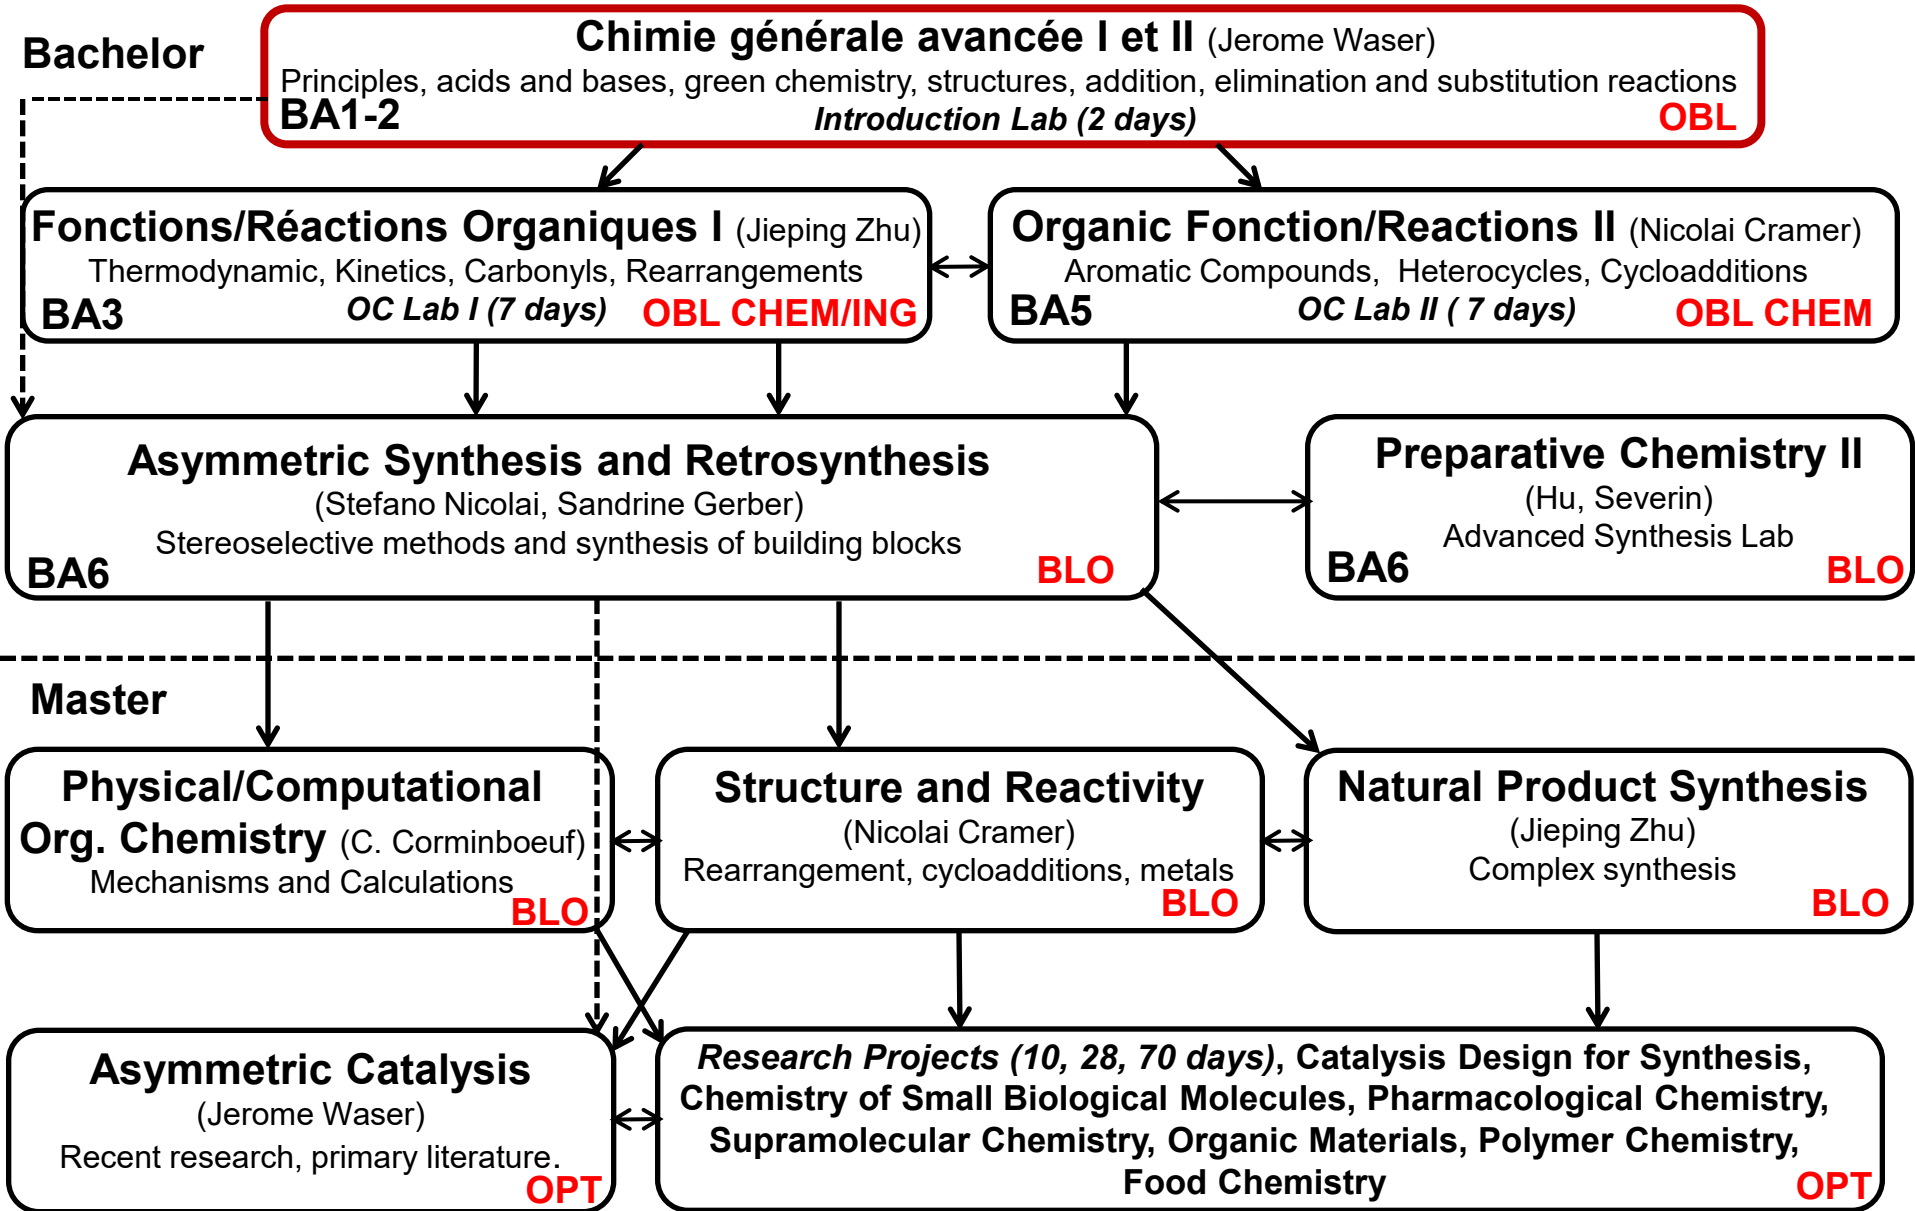 Bachelor
Chimie générale avancée I et II (Jerome Waser)
Principles, acids and bases, green chemistry, structures, addition, elimination and substitution reactions
BA1-2
Introduction Lab (2 days)
OBL
Fonctions/Réactions Organiques I (Jieping Zhu)
Thermodynamic, Kinetics, Carbonyls, Rearrangements
BA3
OC Lab I (7 days)
OBL CHEM/ING
Organic Fonction/Reactions II (Nicolai Cramer)
Aromatic Compounds, Heterocycles, Cycloadditions
BA5
OC Lab II ( 7 days)
OBL CHEM
Asymmetric Synthesis and Retrosynthesis
(Stefano Nicolai, Sandrine Gerber)
Stereoselective methods and synthesis of building blocks
BA6
BLO
Preparative Chemistry II
(Hu, Severin)
Advanced Synthesis Lab
BA6
BLO
Master
Physical/Computational
Org. Chemistry (C. Corminboeuf)
Mechanisms and Calculations
BLO
Structure and Reactivity
(Nicolai Cramer)
Rearrangement, cycloadditions, metals
BLO
Natural Product Synthesis
(Jieping Zhu)
Complex synthesis
BLO
Asymmetric Catalysis
(Jerome Waser)
Recent research, primary literature.
OPT
Research Projects (10, 28, 70 days), Catalysis Design for Synthesis,
Chemistry of Small Biological Molecules, Pharmacological Chemistry,
Supramolecular Chemistry, Organic Materials, Polymer Chemistry,
Food Chemistry
OPT